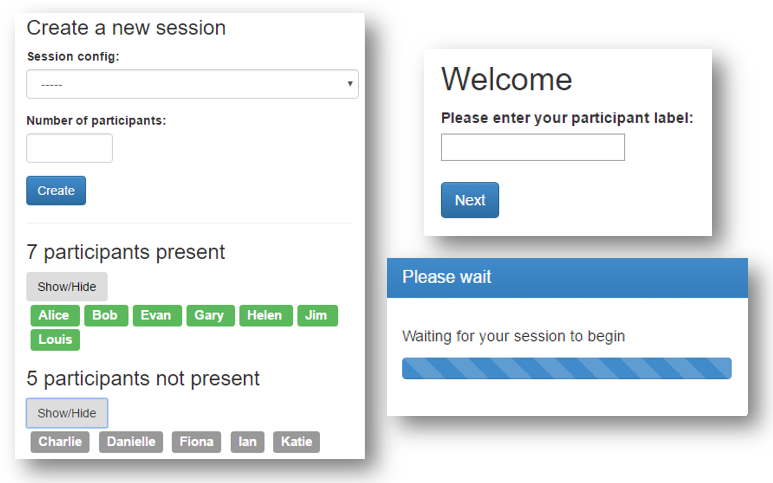 Create a new session
Session config:
-----
Number of participants:
Create
7 participants present
Show/Hide
Alice Bob Evan Gary Helen Jim
Louis
5 participants not present
Show/Hide
Charlie Danielle Fiona Ian Katie
Welcome
Please enter your participant label:
Next
Please wait
Waiting for your session to begin